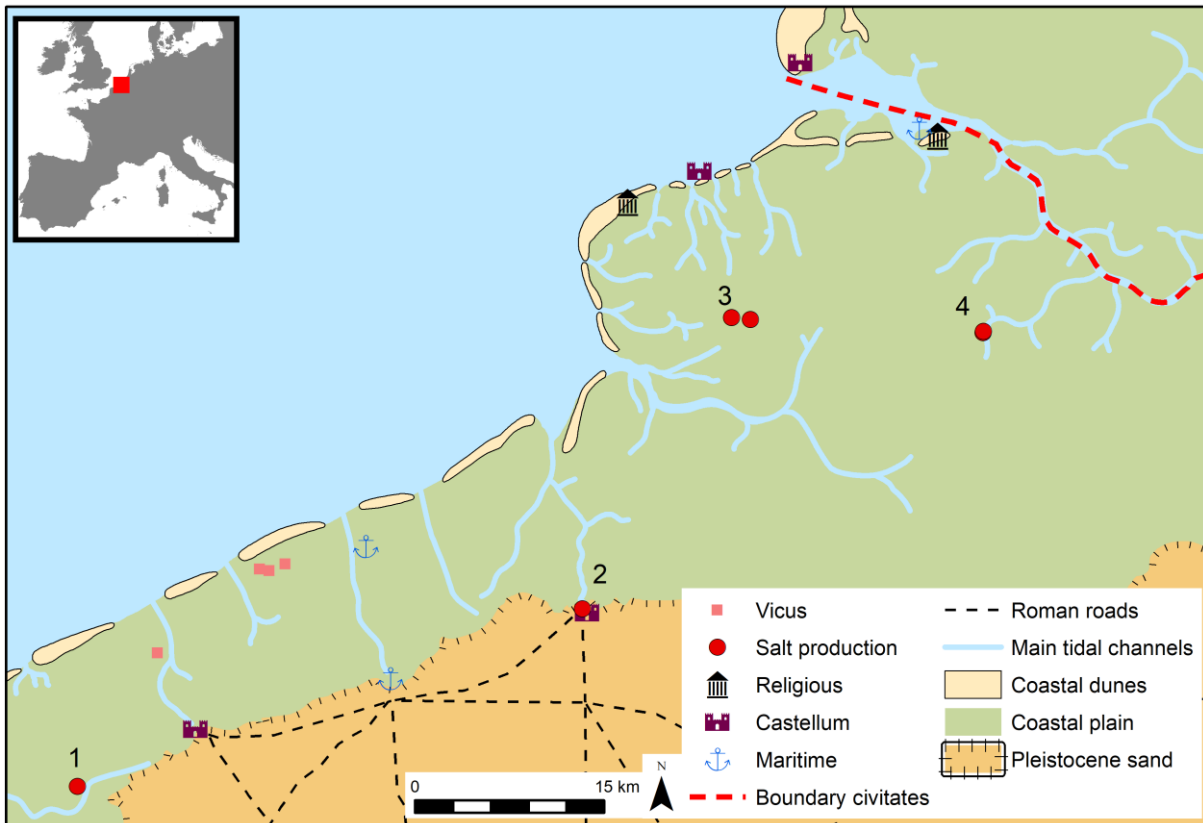 3
4
2
1
Vicus
Salt production
Religious
Castellum
Maritime
Boundary civitates
Roman roads
Main tidal channels
Coastal dunes
Coastal plain
Pleistocene sand
0 15 km
N